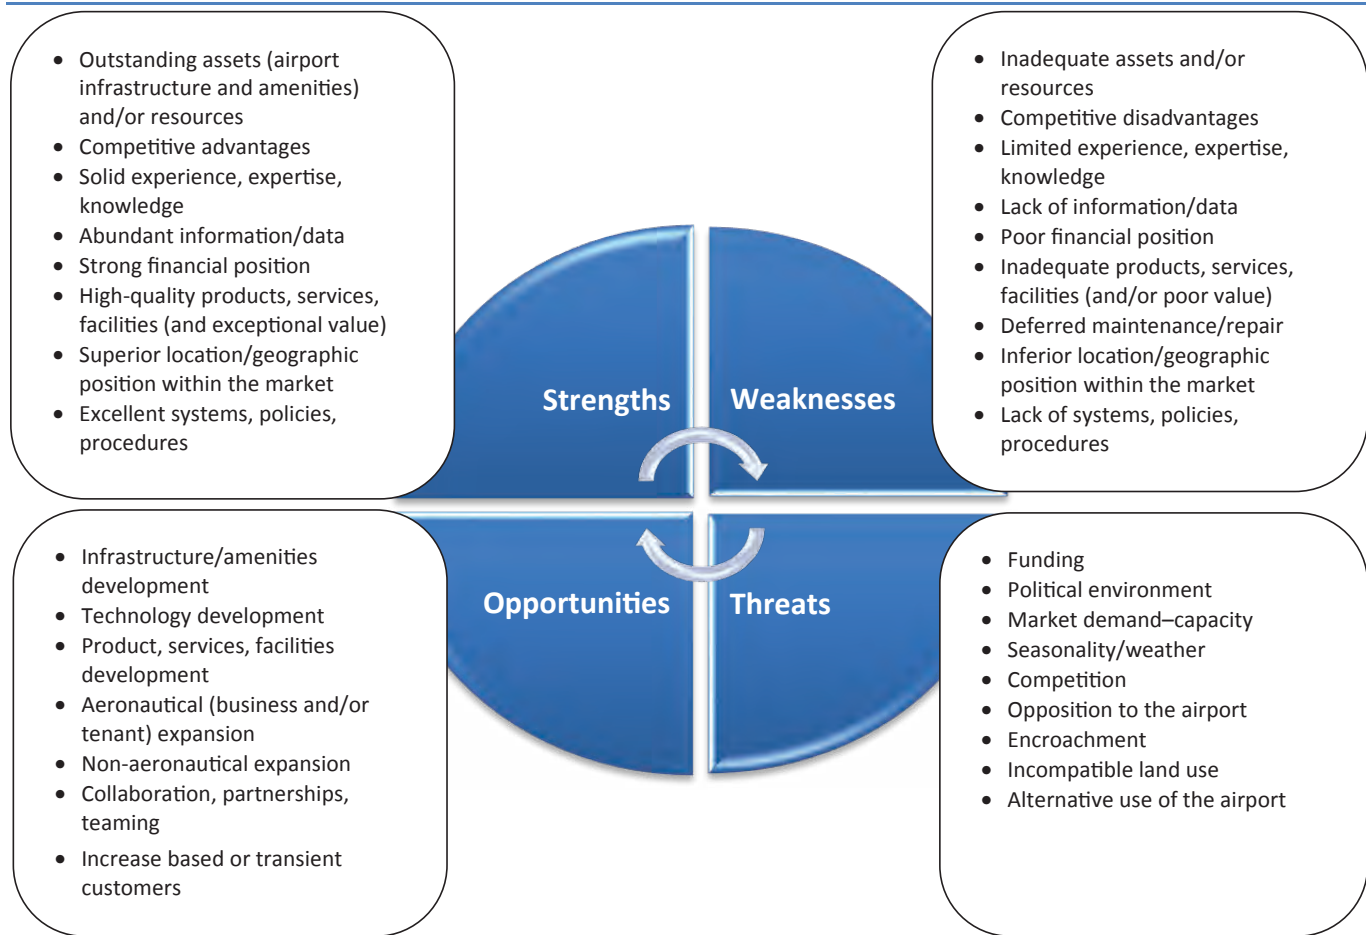 • Outstanding assets (airport
infrastructure and amenities)
and/or resources
• Competitive advantages
• Solid experience, expertise,
knowledge
• Abundant information/data
• Strong financial position
• High-quality products, services,
facilities (and exceptional value)
• Superior location/geographic
position within the market
• Excellent systems, policies,
procedures
• Inadequate assets and/or
resources
• Competitive disadvantages
• Limited experience, expertise,
knowledge
• Lack of information/data
• Poor financial position
• Inadequate products, services,
facilities (and/or poor value)
• Deferred maintenance/repair
• Inferior location/geographic
position within the market
• Lack of systems, policies,
procedures
Strengths
Weaknesses
Opportunities
Threats
• Infrastructure/amenities
development
• Technology development
• Product, services, facilities
development
• Aeronautical (business and/or
tenant) expansion
• Non-aeronautical expansion
• Collaboration, partnerships,
teaming
• Increase based or transient
customers
• Funding
• Political environment
• Market demand–capacity
• Seasonality/weather
• Competition
• Opposition to the airport
• Encroachment
• Incompatible land use
• Alternative use of the airport